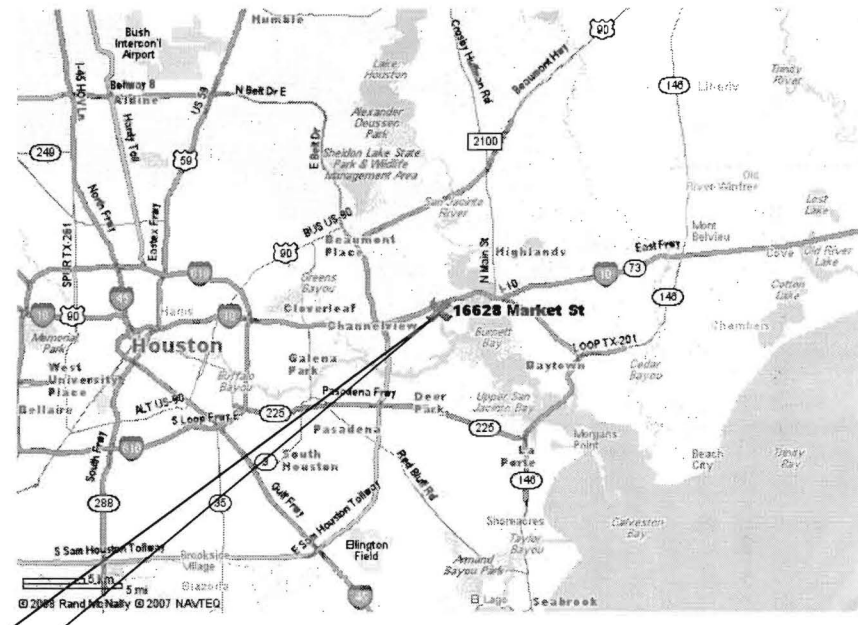 Humble
90
Bush
Intercon'l
Airport
Lake
Houston
Crosby Huffman Rd
Beaumont Hwy
146
Liberty
Trinity
River
I-45 HOV Ln
Beltway 8
Aldine
US 59
N Belt Dr E
Alexander
Deussen
Park
Hardy Toll
E Belt Dr
2100
Sheldon Lake State
Park & Wildlife
Management Area
249
59
North Frwy
Eastex Frwy
SPUR TX-261
BUS US-90
San Jacinto
River
Old
River-Winfree
Lost
Lake
Mont
Belvieu
Beaumont
Place
90
N Main St
Highlands
East Frwy
Cove
Old River
Lake
610
Greens
Bayou
I-10
10
73
Cotton
Lake
45
Harris
Cloverleaf
146
10
90
10
Channelview
16628 Market St
Chambers
Memorial
Park
Houston
Burnett
Bay
LOOP TX-201
West
University
Place
Galena
Park
Baytown
Cedar
Bayou
Buffalo
Bayou
Bellaire
ALT US-90
Pasadena Frwy
Deer
Park
Upper San
Jacinto Bay
S Loop Frwy E
225
225
Pasadena
Morgans
Point
610
South Frwy
3
South
Houston
La
Porte
Beach
City
Trinity
Bay
Red Bluff Rd
146
288
35
Gulf Frwy
E Sam Houston Tollway
Shoreacres
Galveston
Bay
S Sam Houston Tollway
Brookside
Village
Ellington
Field
Taylor
Bayou
Armand
Bayou Park
5 km
5 mi
Brazoria
45
© 2008 Rand McNally © 2007 NAVTEQ
El Lago
Seabrook